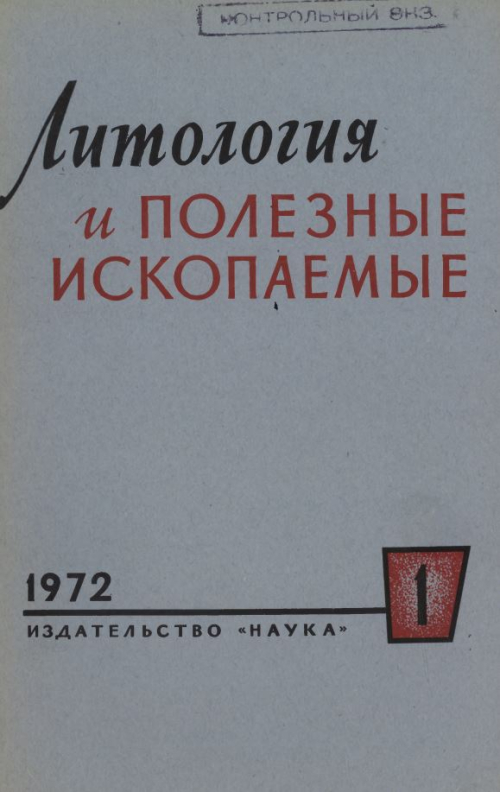 КОНТРОЛЬНЫЙ ЭКЗ.
Литология
и ПОЛЕЗНЫЕ
ИСКОПАЕМЫЕ
1972
1
ИЗДАТЕЛЬСТВО «НАУКА»